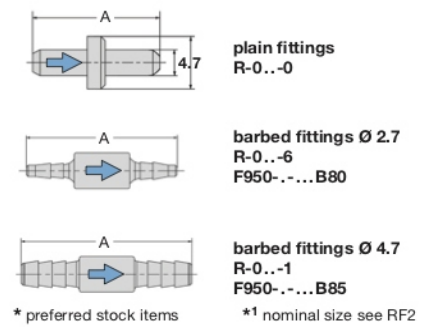 A
4.7
plain fittings
R-0..-0
A
barbed fittings Ø 2.7
R-0..-6
F950-.-...B80
A
barbed fittings Ø 4.7
R-0..-1
F950-.-...B85
* preferred stock items
*1 nominal size see RF2